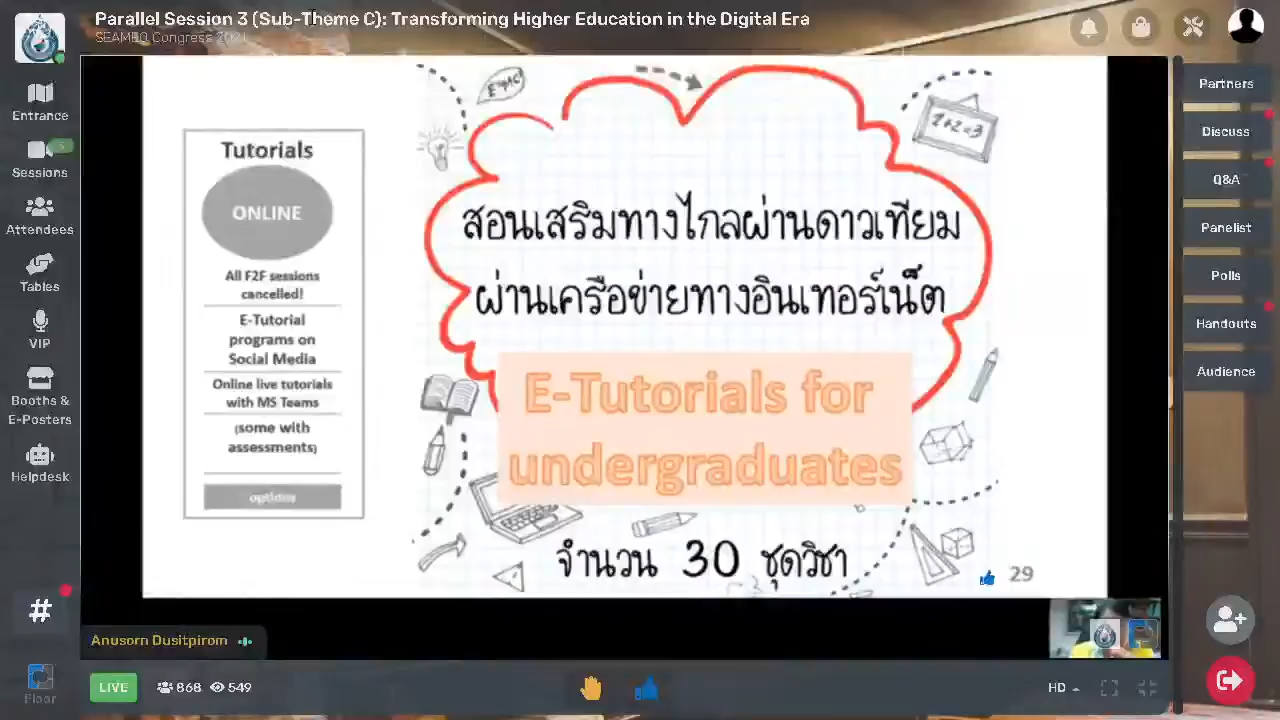 Parallel Session 3 (Sub-Theme C): Transforming Higher Education in the Digital Era
SEAMEO Congress 2021
Entrance
5
Sessions
Attendees
Tables
VIP
Booths &
E-Posters
Helpdesk
#
Floor
Tutorials
ONLINE
All F2F sessions
cancelled!
E-Tutorial
programs on
Social Media
Online live tutorials
with MS Teams
(some with
assessments)
options
E=MC²
2+2=3
สอนเสริมทางไกลผ่านดาวเทียม
ผ่านเครือข่ายทางอินเทอร์เน็ต
E-Tutorials for
undergraduates
จำนวน 30 ชุดวิชา
29
Anusorn Dusitpirom
LIVE
868
549
HD
Partners
Discuss
Q&A
Panelist
Polls
Handouts
Audience